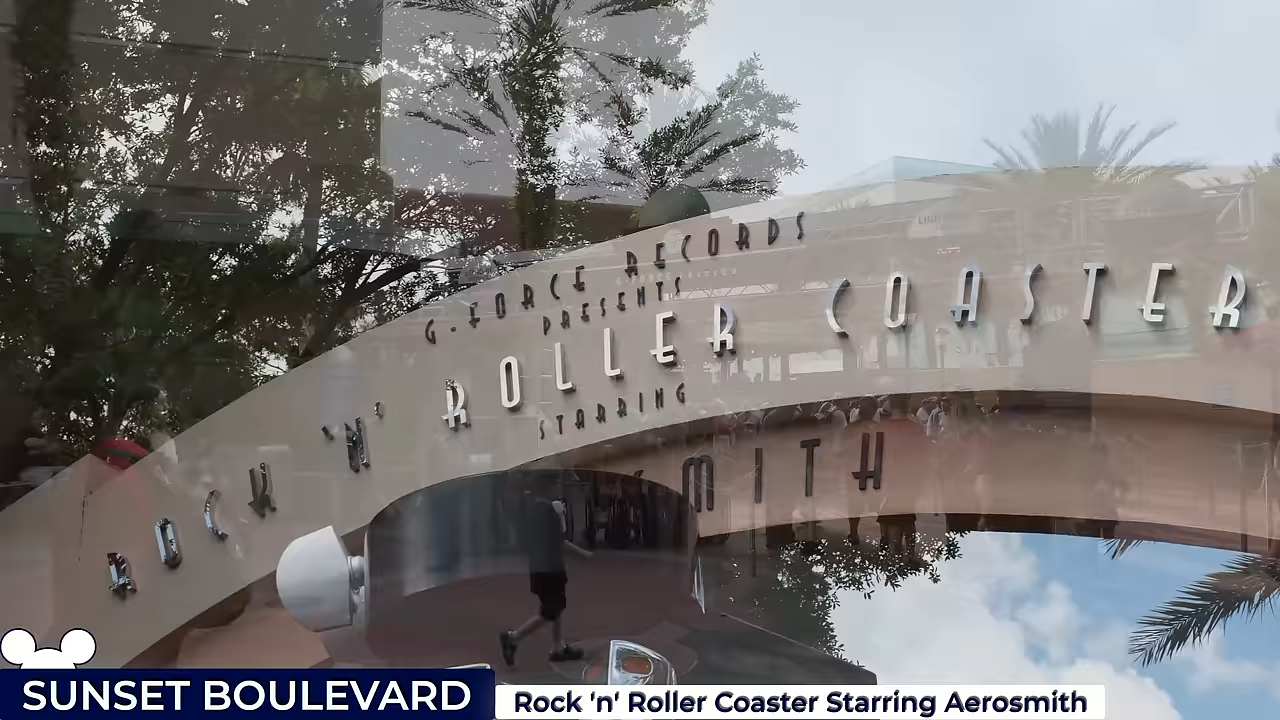 G-FORCE RECORDS
PRESENTS
ROCK 'N' ROLLER COASTER
STARRING
SMITH
SUNSET BOULEVARD
Rock 'n' Roller Coaster Starring Aerosmith